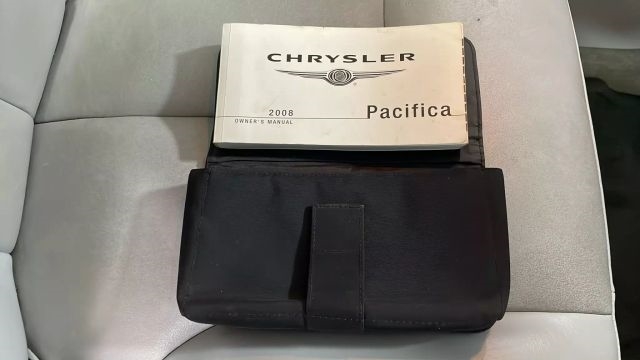 CHRYSLER
2008
OWNER'S MANUAL
Pacifica